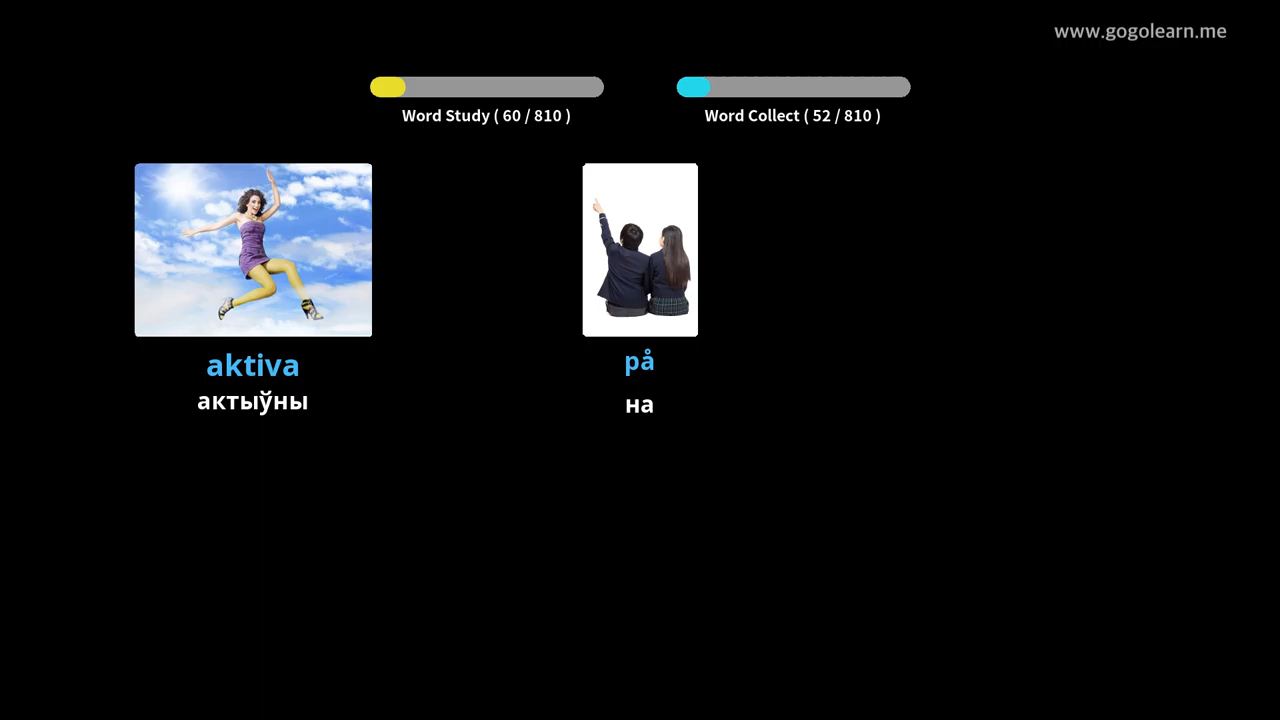 www.gogolearn.me
Word Study ( 60 / 810 )
Word Collect ( 52 / 810 )
aktiva
актыўны
på
на